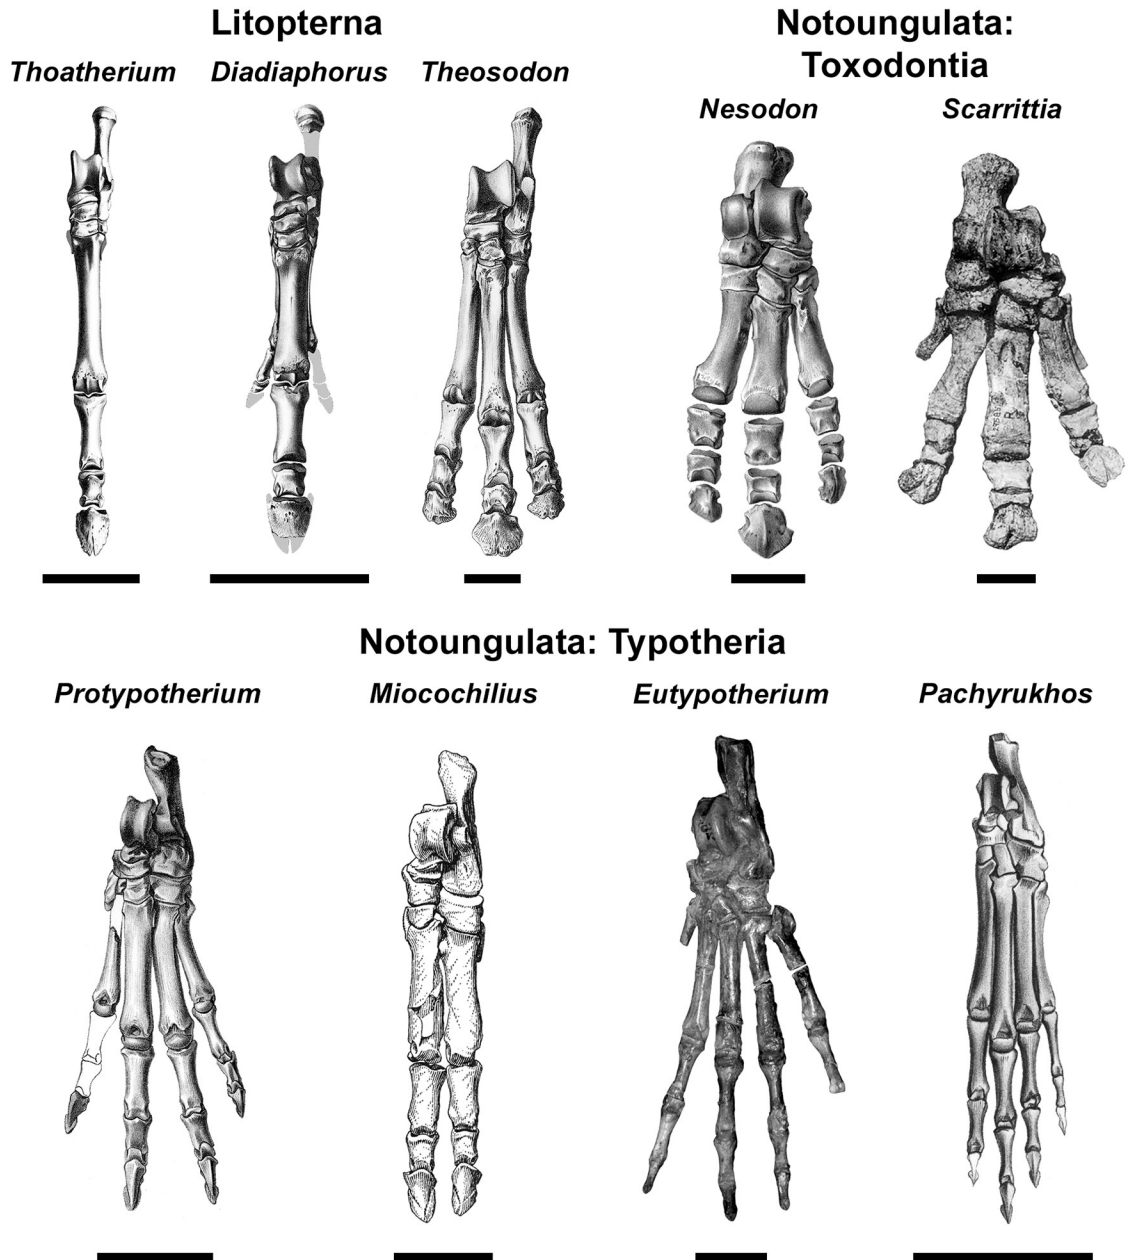 Litopterna
Notoungulata:
Toxodontia
Thoatherium
Diadiaphorus
Theosodon
Nesodon
Scarrittia
Notoungulata: Typotheria
Protypotherium
Miocochilius
Eutypotherium
Pachyrukhos